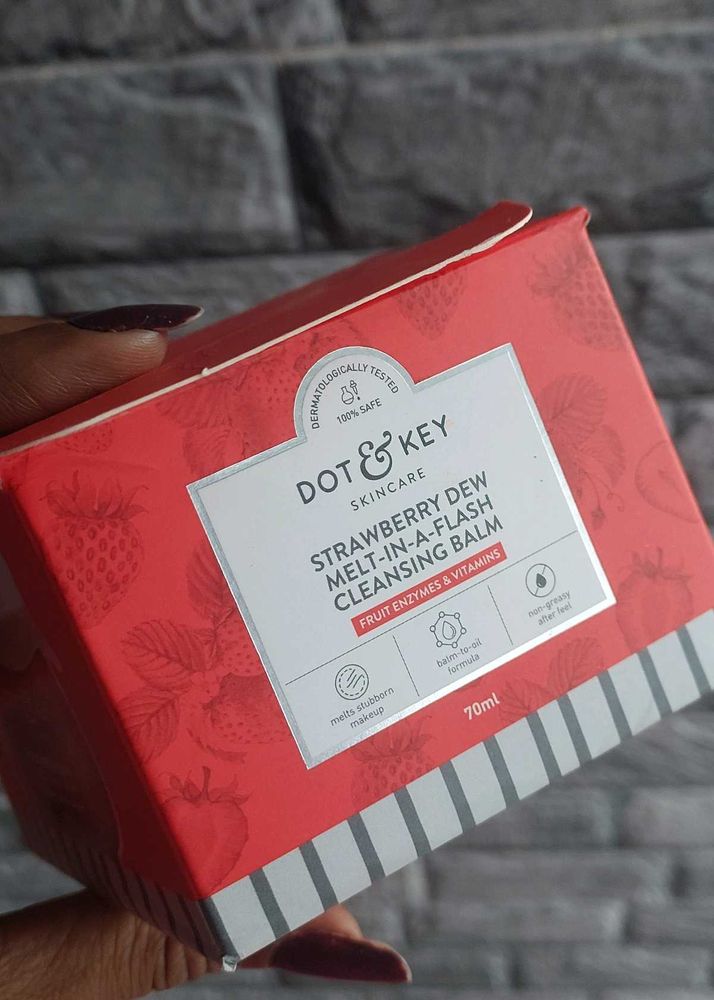 DERMATOLOGICALLY TESTED
100% SAFE
DOT & KEY
SKINCARE
STRAWBERRY DEW
MELT-IN-A-FLASH
CLEANSING BALM
FRUIT ENZYMES & VITAMINS
melts stubborn
makeup
balm-to-oil
formula
non-greasy
after feel
70ml